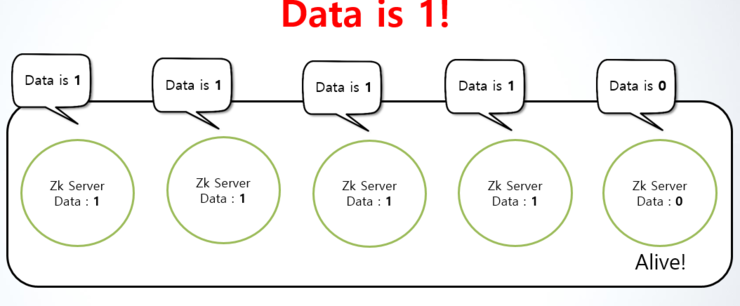 Data is 1!
Data is 1
Data is 1
Data is 1
Data is 1
Data is 0
Zk Server
Data : 1
Zk Server
Data : 1
Zk Server
Data : 1
Zk Server
Data : 1
Zk Server
Data : 0
Alive!